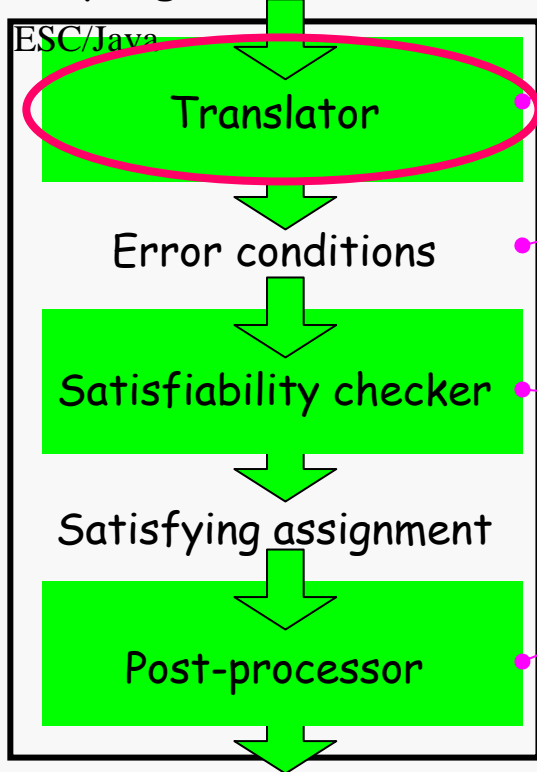 ESC/Java
Translator
Error conditions
Satisfiability checker
Satisfying assignment
Post-processor